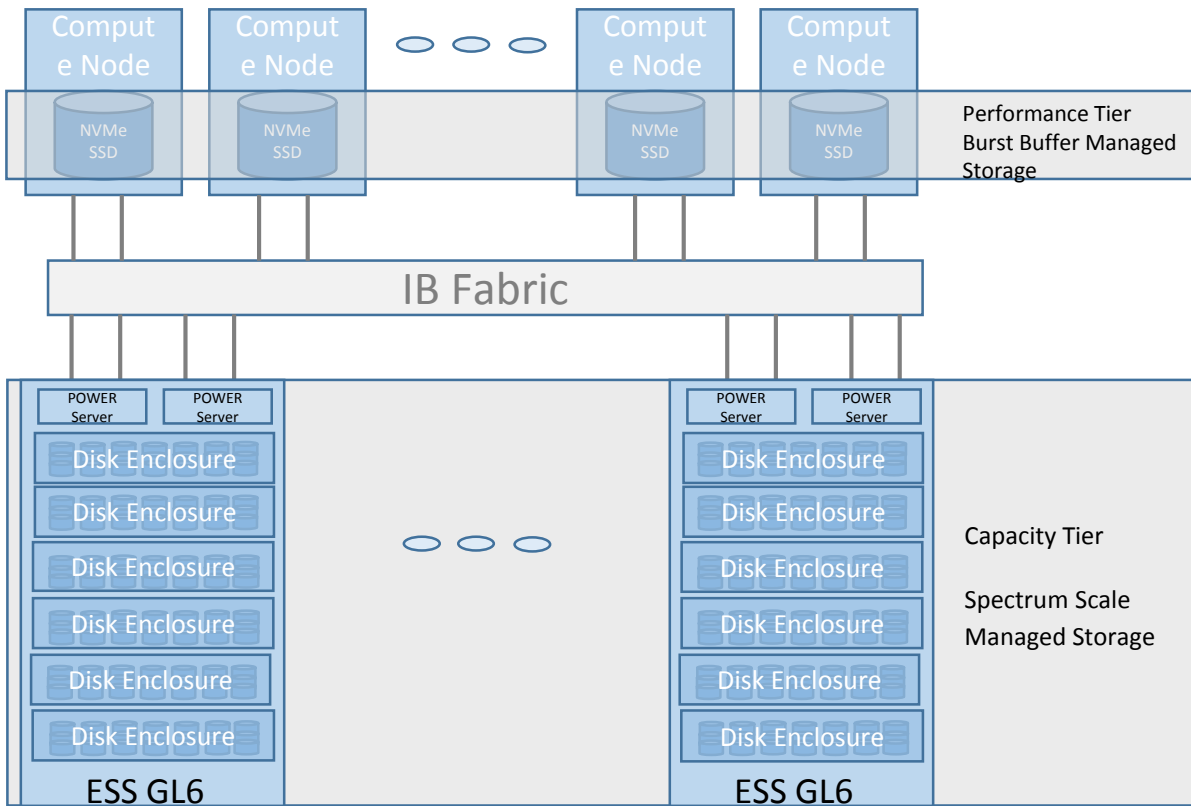 Comput
e Node
Comput
e Node
Comput
e Node
Comput
e Node
NVMe
SSD
NVMe
SSD
NVMe
SSD
NVMe
SSD
Performance Tier
Burst Buffer Managed
Storage
IB Fabric
POWER
Server
POWER
Server
Disk Enclosure
Disk Enclosure
Disk Enclosure
Disk Enclosure
Disk Enclosure
Disk Enclosure
ESS GL6
POWER
Server
POWER
Server
Disk Enclosure
Disk Enclosure
Disk Enclosure
Disk Enclosure
Disk Enclosure
Disk Enclosure
ESS GL6
Capacity Tier
Spectrum Scale
Managed Storage